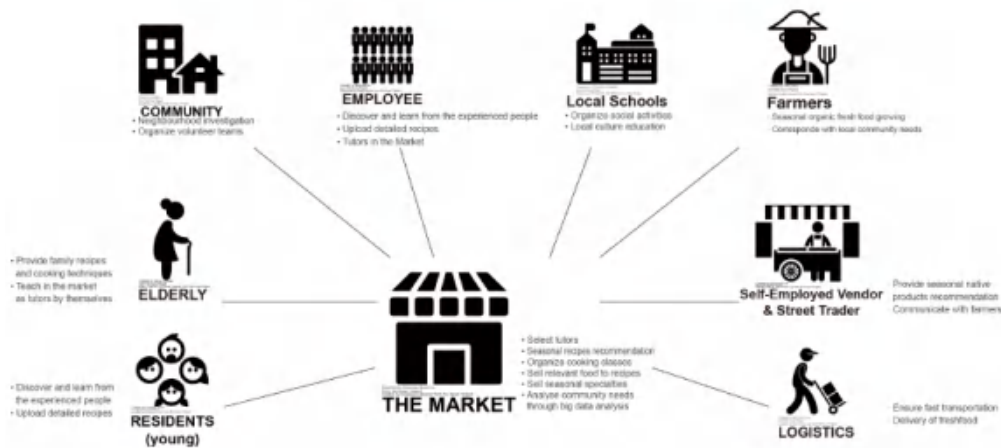 COMMUNITY
• Neighbourhood investigation
• Organize volunteer teams
EMPLOYEE
• Discover and learn from the experienced people
• Upload detailed recipes
• Tutors in the Market
Local Schools
• Organize social activities
• Local culture education
Farmers
• Seasonal organic fresh food growing
Corresponds with local community needs
• Provide family recipes
and cooking techniques
• Teach in the market
as tutors by themselves
ELDERLY
Self-Employed Vendor
& Street Trader
Provide seasonal native
products recommendation
Communicate with farmers
• Discover and learn from
the experienced people
• Upload detailed recipes
RESIDENTS
(young)
THE MARKET
• Select tutors
• Seasonal recipes recommendation
• Organize cooking classes
• Sell relevant food to recipes
• Sell seasonal specialties
• Analyse community needs
through big data analysis
LOGISTICS
Ensure fast transportation
Delivery of freshfood